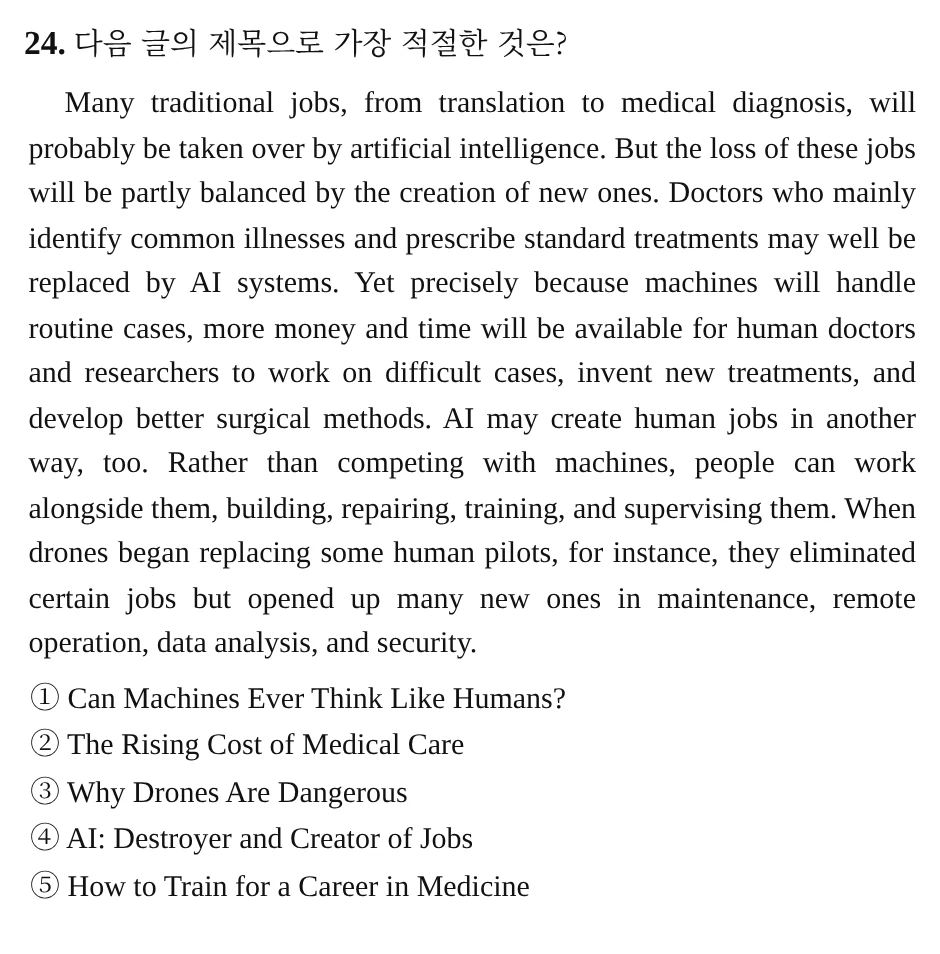 24. 다음 글의 제목으로 가장 적절한 것은?
Many traditional jobs, from translation to medical diagnosis, will
probably be taken over by artificial intelligence. But the loss of these jobs
will be partly balanced by the creation of new ones. Doctors who mainly
identify common illnesses and prescribe standard treatments may well be
replaced by AI systems. Yet precisely because machines will handle
routine cases, more money and time will be available for human doctors
and researchers to work on difficult cases, invent new treatments, and
develop better surgical methods. AI may create human jobs in another
way, too. Rather than competing with machines, people can work
alongside them, building, repairing, training, and supervising them. When
drones began replacing some human pilots, for instance, they eliminated
certain jobs but opened up many new ones in maintenance, remote
operation, data analysis, and security.
① Can Machines Ever Think Like Humans?
② The Rising Cost of Medical Care
③ Why Drones Are Dangerous
④ AI: Destroyer and Creator of Jobs
⑤ How to Train for a Career in Medicine